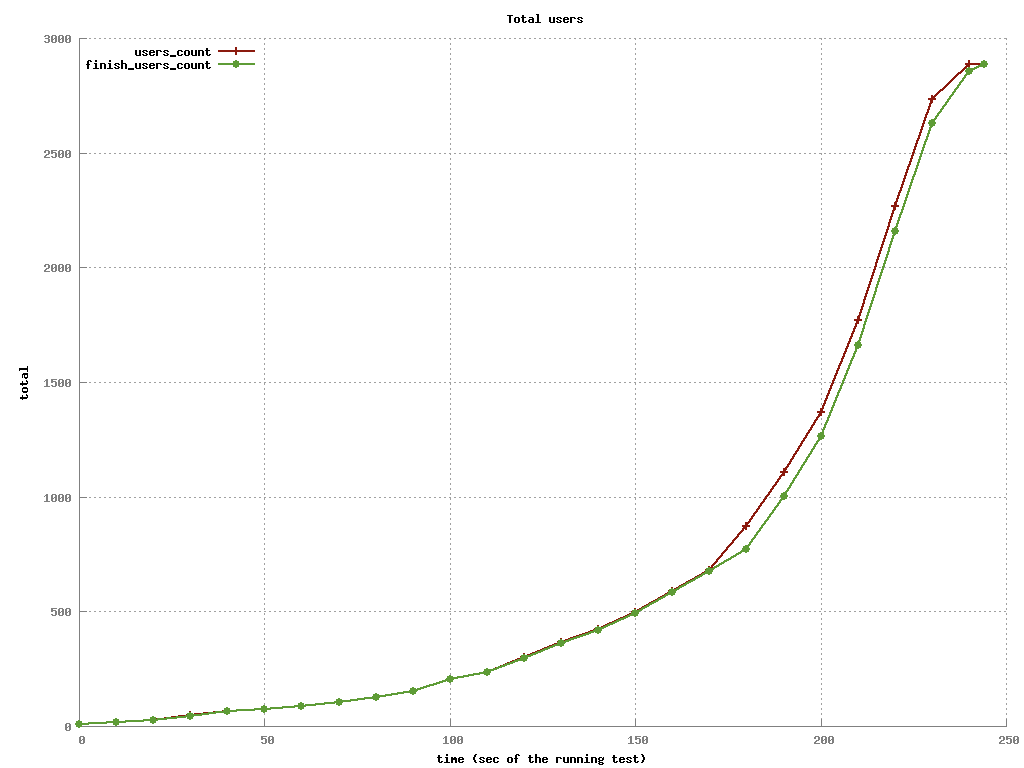 Total users
3000
users_count
finish_users_count
2500
2000
1500
total
1000
500
0
0 50 100 150 200 250
time (sec of the running test)